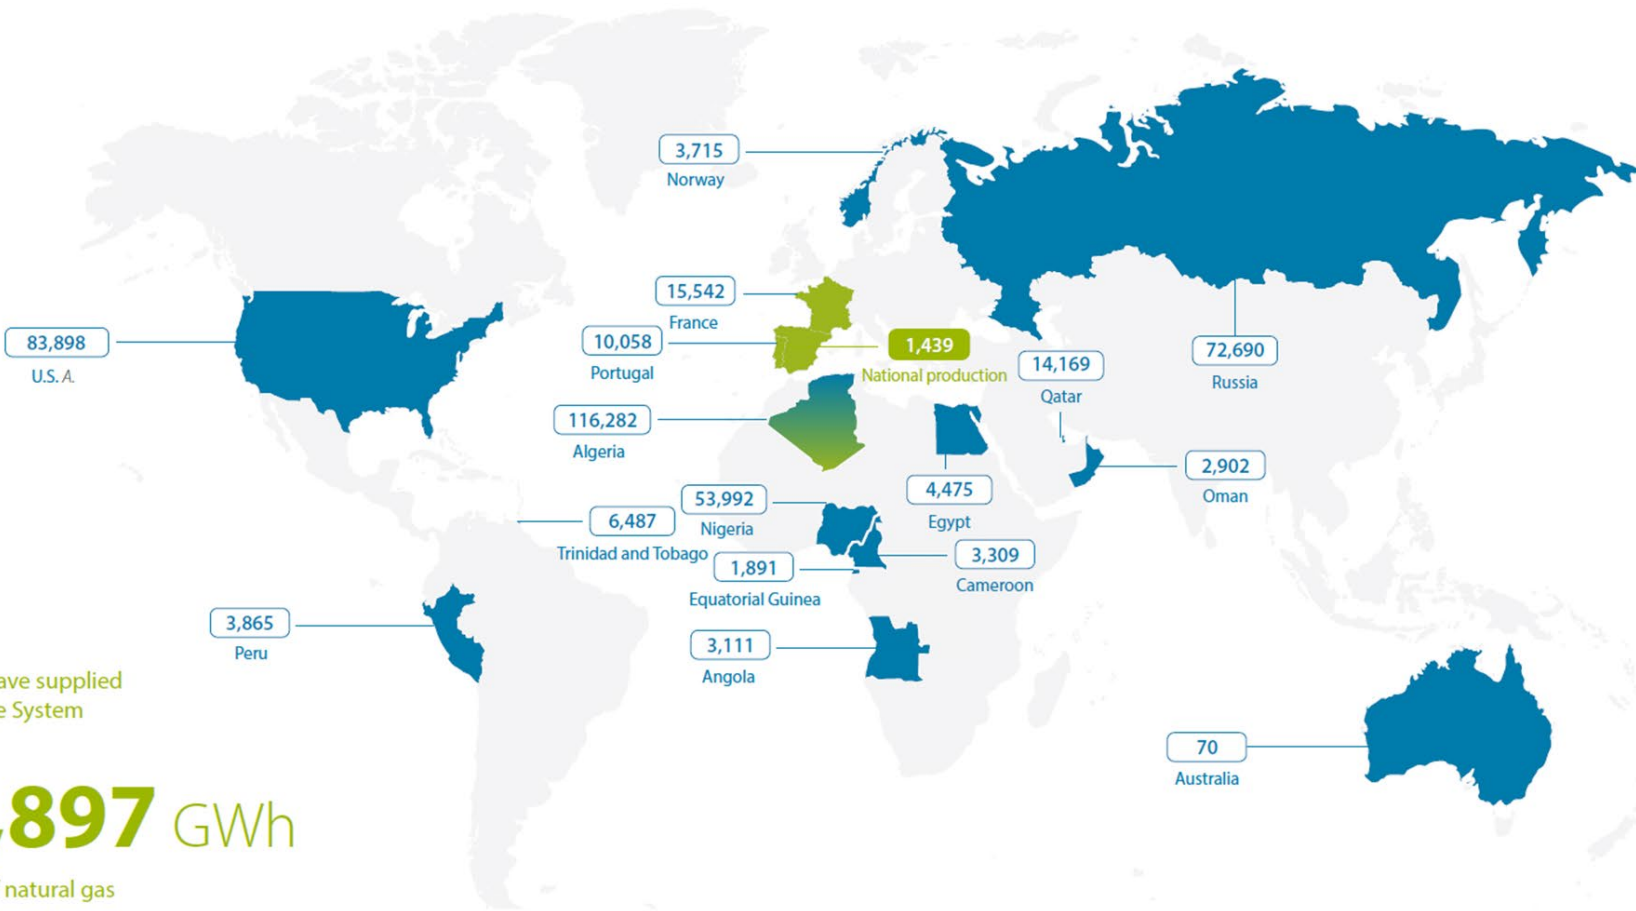 3,715
Norway
15,542
France
83,898
U.S. A.
10,058
Portugal
1,439
National production
14,169
Qatar
72,690
Russia
116,282
Algeria
2,902
Oman
4,475
Egypt
53,992
Nigeria
6,487
Trinidad and Tobago
3,309
Cameroon
1,891
Equatorial Guinea
3,865
Peru
3,111
Angola
supplied
System
70
Australia
897 GWh
natural gas